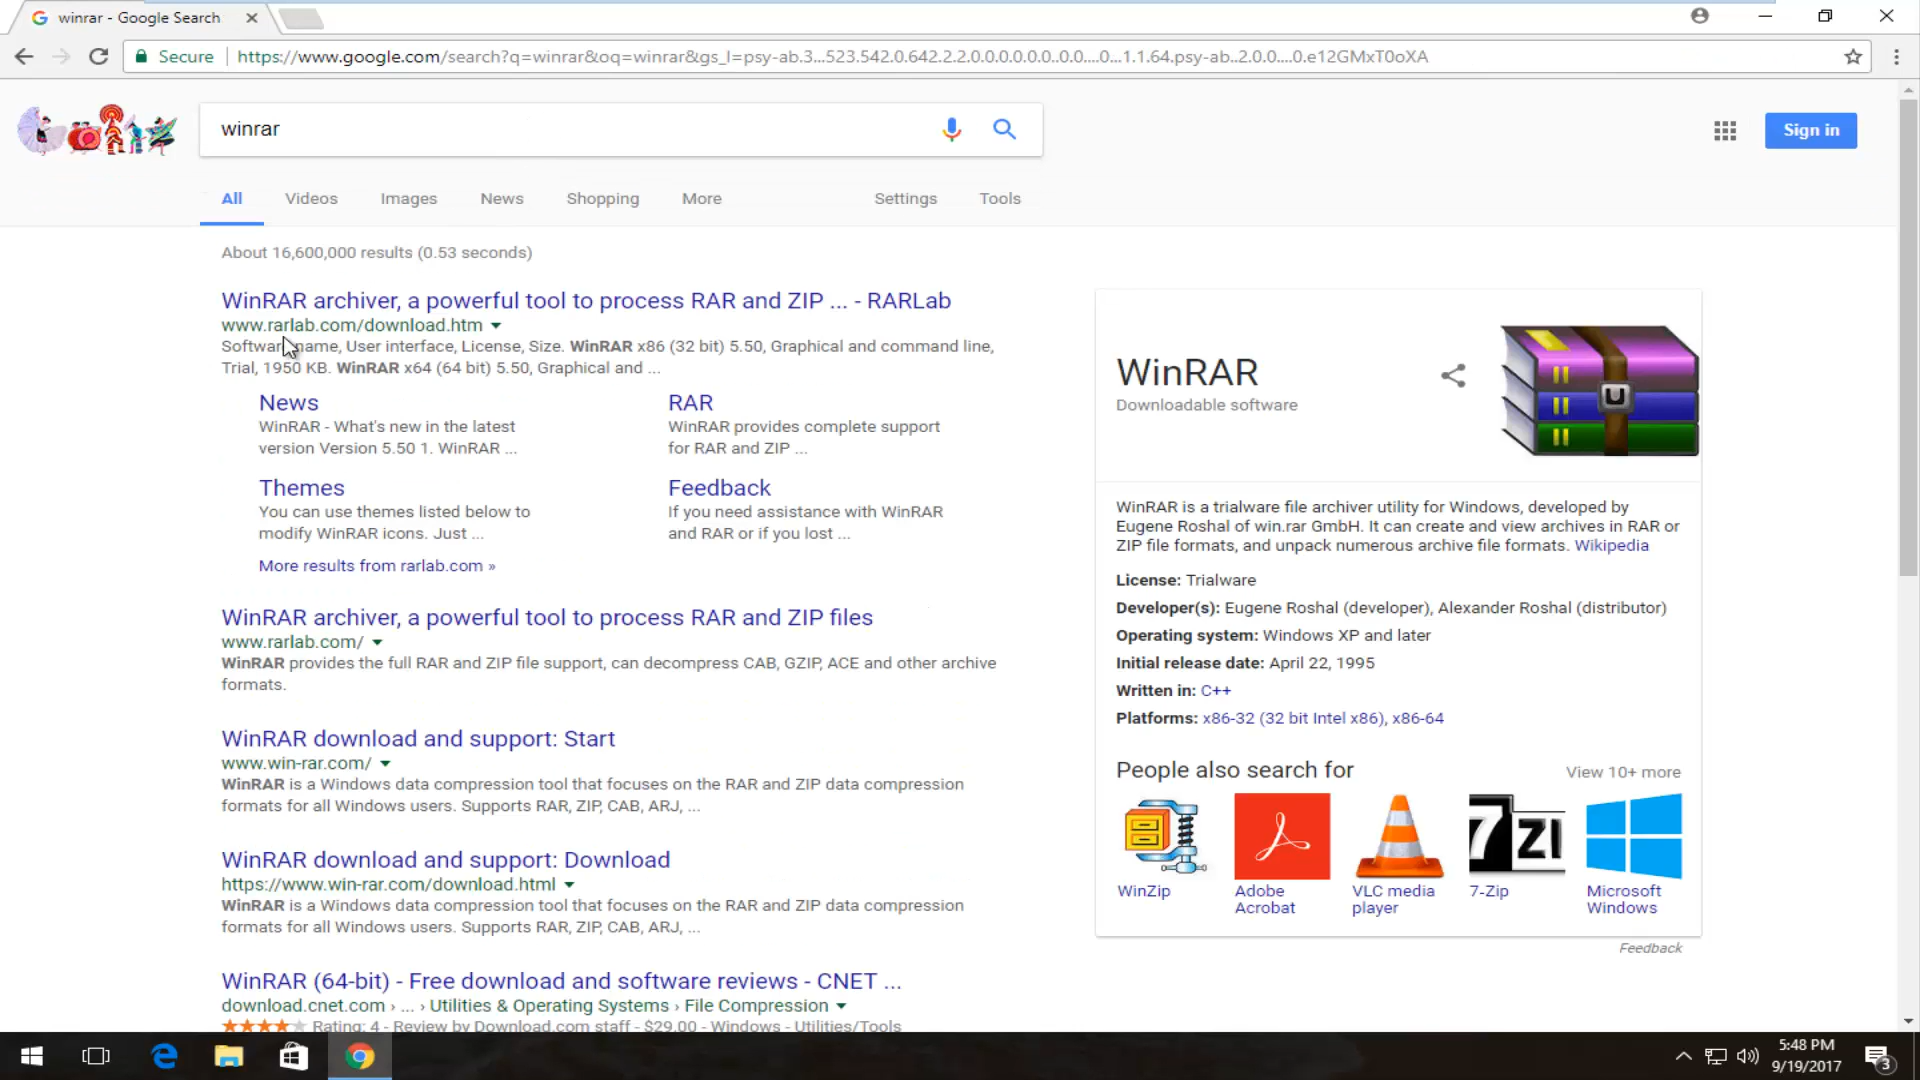 winrar - Google Search
Secure
https://www.google.com/search?q=winrar&oq=winrar&gs_l=psy-ab.3...523.542.0.642.2.2.0.0.0.0.0.0..0.0....0...1.1.64.psy-ab..2.0.0....0.e12GMxT0oXA
winrar
Sign in
All
Videos
Images
News
Shopping
More
Settings
Tools
About 16,600,000 results (0.53 seconds)
WinRAR archiver, a powerful tool to process RAR and ZIP ... - RARLab
www.rarlab.com/download.htm
Software name, User interface, License, Size. WinRAR x86 (32 bit) 5.50, Graphical and command line,
Trial, 1950 KB. WinRAR x64 (64 bit) 5.50, Graphical and ...
News
WinRAR - What's new in the latest
version Version 5.50 1. WinRAR ...
RAR
WinRAR provides complete support
for RAR and ZIP ...
Themes
You can use themes listed below to
modify WinRAR icons. Just ...
Feedback
If you need assistance with WinRAR
and RAR or if you lost ...
More results from rarlab.com »
WinRAR archiver, a powerful tool to process RAR and ZIP files
www.rarlab.com/
WinRAR provides the full RAR and ZIP file support, can decompress CAB, GZIP, ACE and other archive
formats.
WinRAR download and support: Start
www.win-rar.com/
WinRAR is a Windows data compression tool that focuses on the RAR and ZIP data compression
formats for all Windows users. Supports RAR, ZIP, CAB, ARJ, ...
WinRAR download and support: Download
https://www.win-rar.com/download.html
WinRAR is a Windows data compression tool that focuses on the RAR and ZIP data compression
formats for all Windows users. Supports RAR, ZIP, CAB, ARJ, ...
WinRAR (64-bit) - Free download and software reviews - CNET ...
download.cnet.com › ... › Utilities & Operating Systems › File Compression
Rating: 4 - Review by Download.com staff - $29.00 - Windows - Utilities/Tools
WinRAR
Downloadable software
WinRAR is a trialware file archiver utility for Windows, developed by
Eugene Roshal of win.rar GmbH. It can create and view archives in RAR or
ZIP file formats, and unpack numerous archive file formats. Wikipedia
License: Trialware
Developer(s): Eugene Roshal (developer), Alexander Roshal (distributor)
Operating system: Windows XP and later
Initial release date: April 22, 1995
Written in: C++
Platforms: x86-32 (32 bit Intel x86), x86-64
People also search for
View 10+ more
7ZI
WinZip
Adobe
Acrobat
VLC media
player
7-Zip
Microsoft
Windows
Feedback
5:48 PM
9/19/2017
3